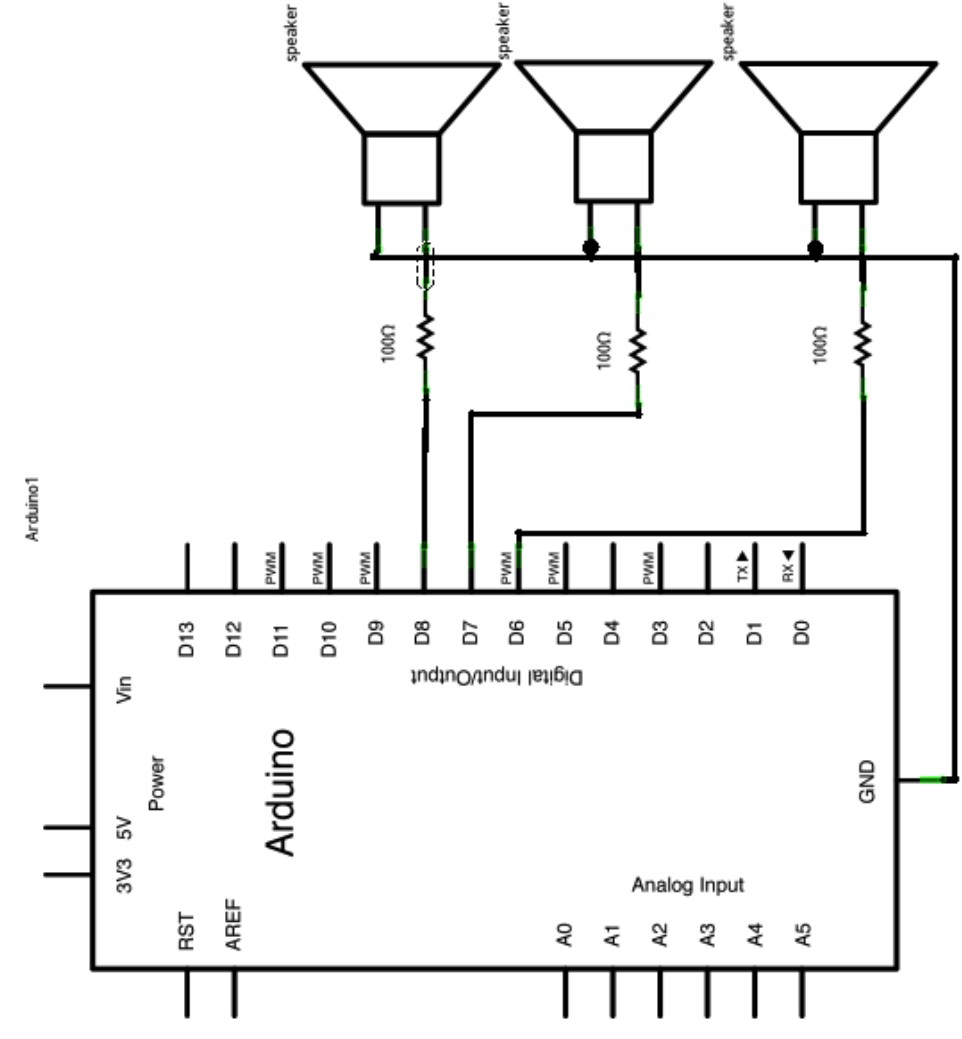 speaker
speaker
speaker
100Ω
100Ω
100Ω
Arduino1
PWM
PWM
PWM
PWM
PWM
PWM
TX ▶
RX ◀
D13
D12
D11
D10
D9
D8
D7
D6
D5
D4
D3
D2
D1
D0
Digital Input/Output
Vin
Power
5V
3V3
Arduino
GND
Analog Input
RST
AREF
A0
A1
A2
A3
A4
A5